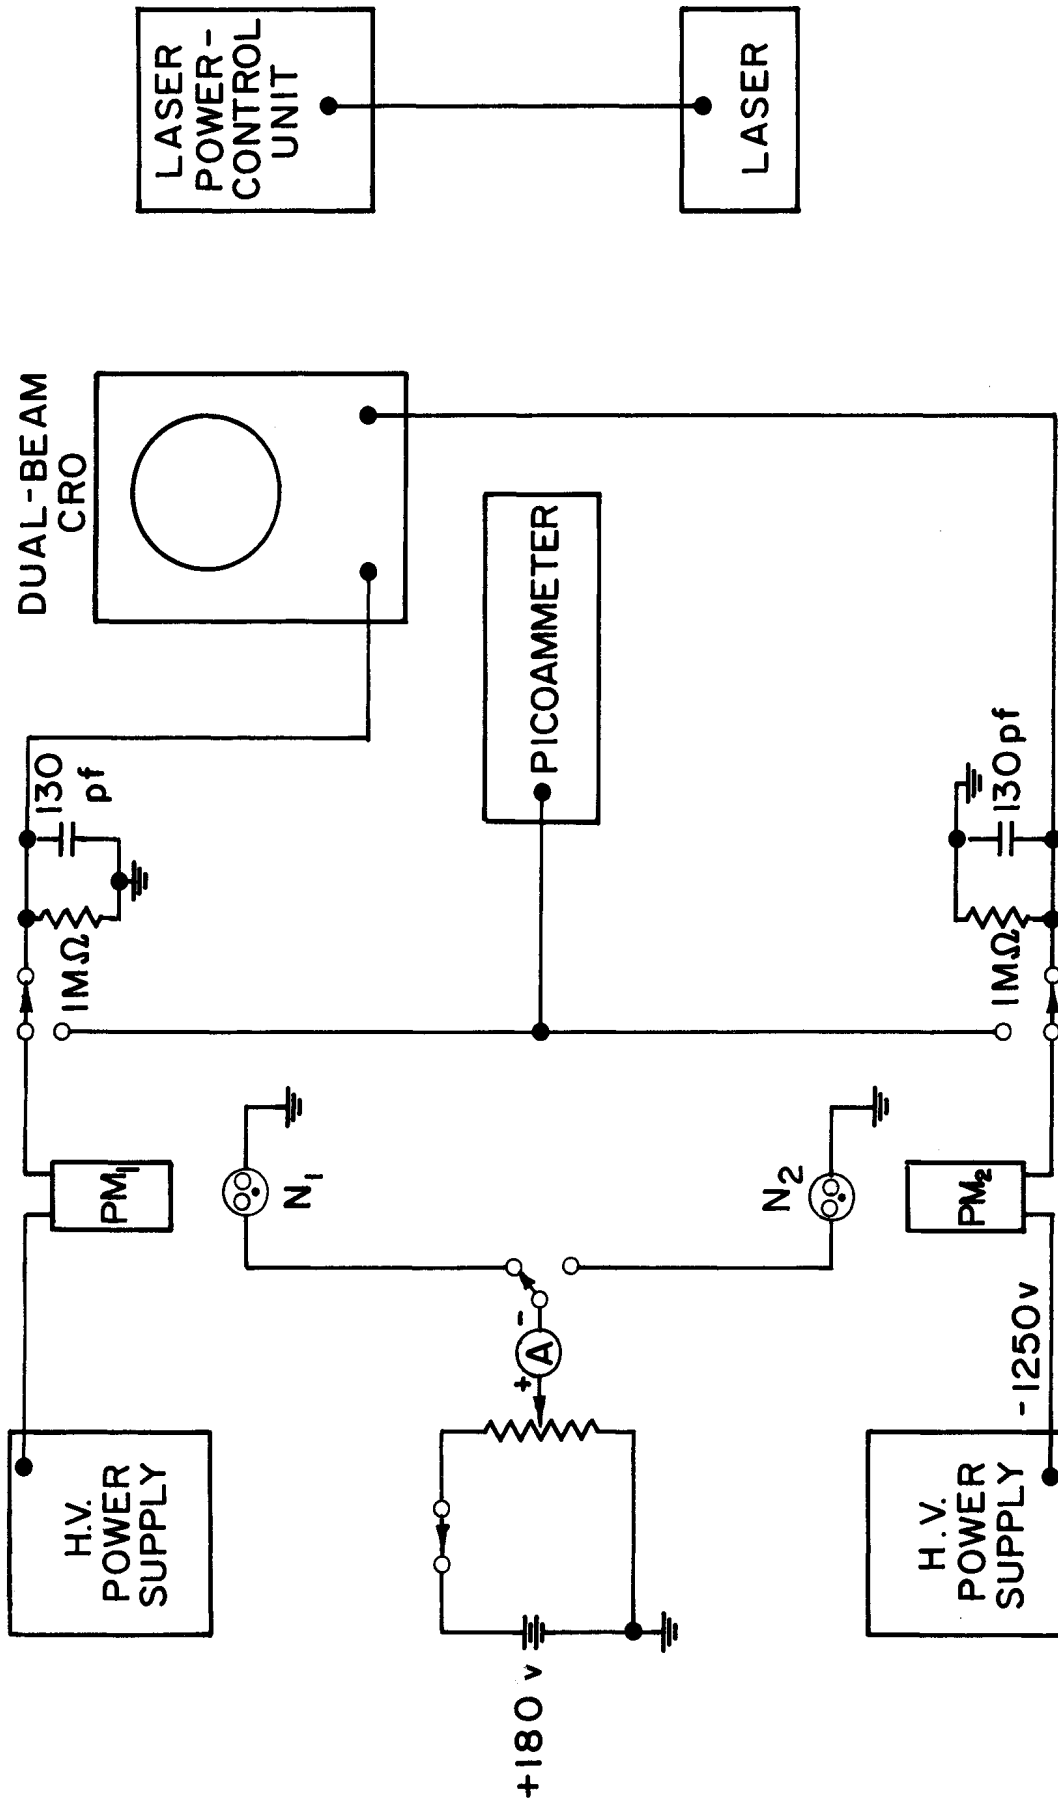 LASER
POWER-
CONTROL
UNIT
LASER
DUAL-BEAM
CRO
PICOAMMETER
130
pf
1MΩ
130pf
1MΩ
PM1
N1
N2
PM2
+
A
-
-1250v
H.V.
POWER
SUPPLY
+180 v
H.V.
POWER
SUPPLY